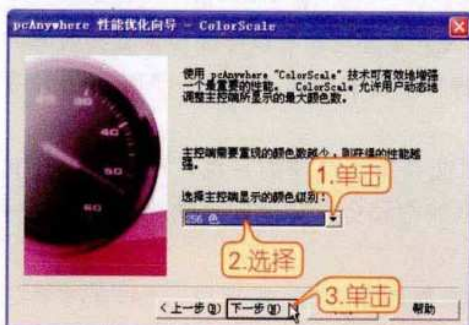 pcAnywhere 性能优化向导 - ColorScale
使用 pcAnywhere "ColorScale" 技术可有效地增强
一个最重要的性能。 ColorScale 允许用户动态地
调整主控端所显示的最大颜色数。
主控端需要重现的颜色数越少，则获得的性能越
强。
1.单击
选择主控端显示的颜色级别：
256 色
2.选择
3.单击
<上一步(B) 下一步(N) 帮助